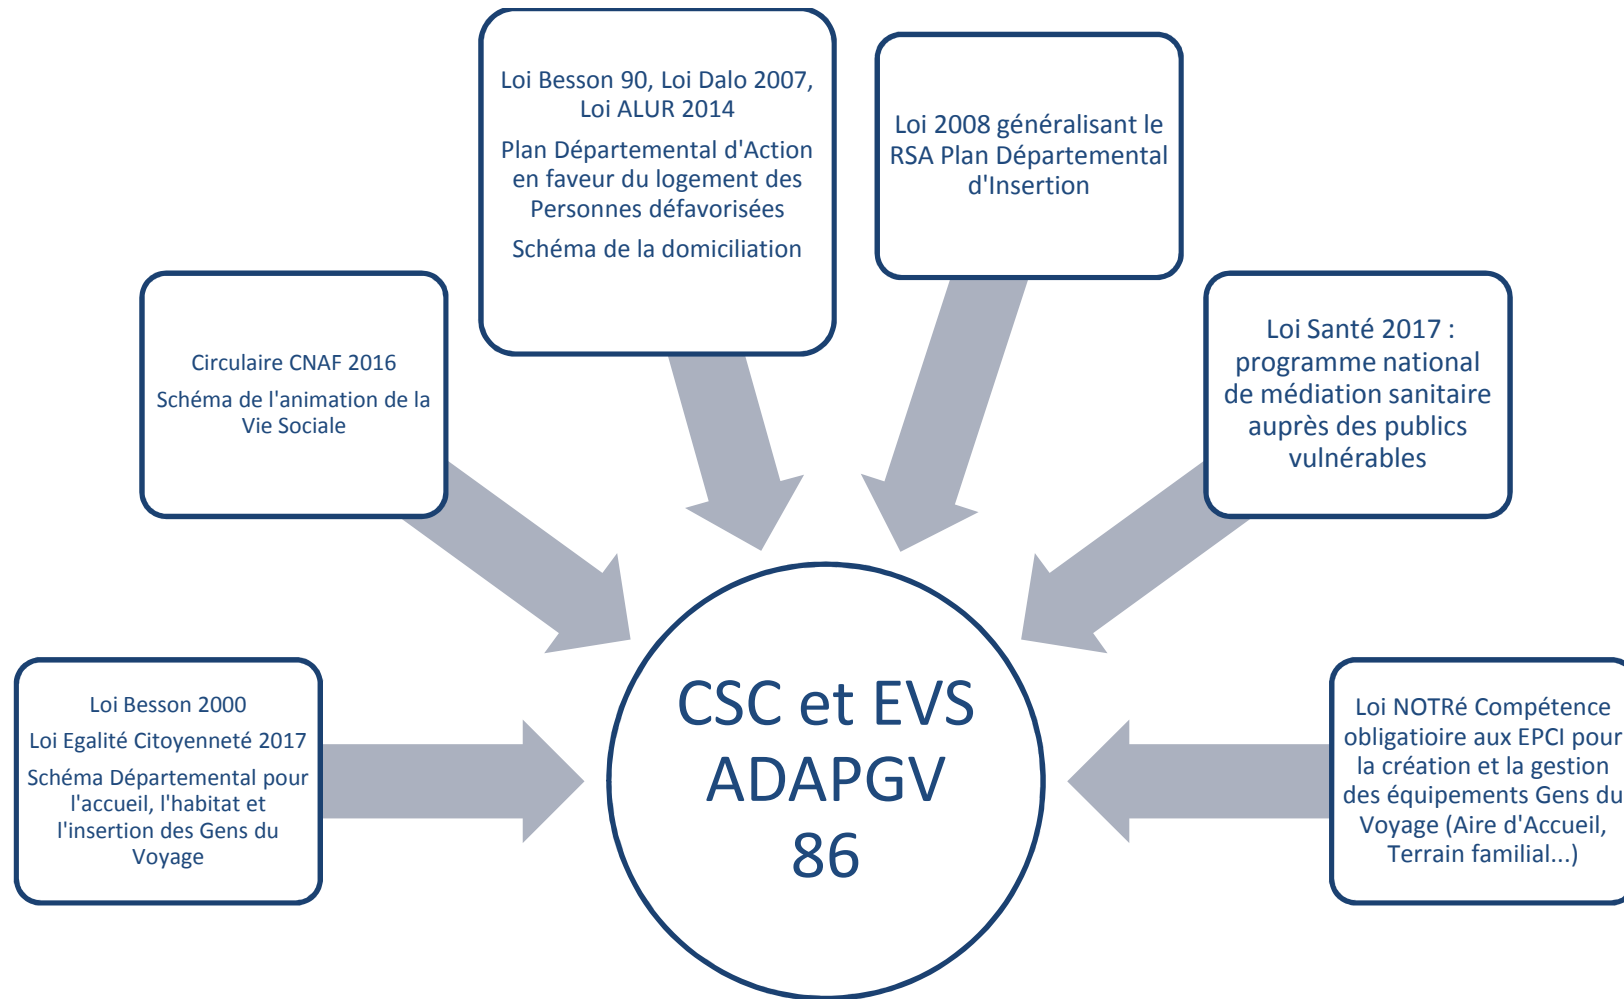 Loi Besson 90, Loi Dalo 2007,
Loi ALUR 2014
Plan Départemental d'Action
en faveur du logement des
Personnes défavorisées
Schéma de la domiciliation
Loi 2008 généralisant le
RSA Plan Départemental
d'Insertion
Circulaire CNAF 2016
Schéma de l'animation de la
Vie Sociale
Loi Santé 2017 :
programme national
de médiation sanitaire
auprès des publics
vulnérables
Loi Besson 2000
Loi Egalité Citoyenneté 2017
Schéma Départemental pour
l'accueil, l'habitat et
l'insertion des Gens du
Voyage
CSC et EVS
ADAPGV
86
Loi NOTRé Compétence
obligatioire aux EPCI pour
la création et la gestion
des équipements Gens du
Voyage (Aire d'Accueil,
Terrain familial...)